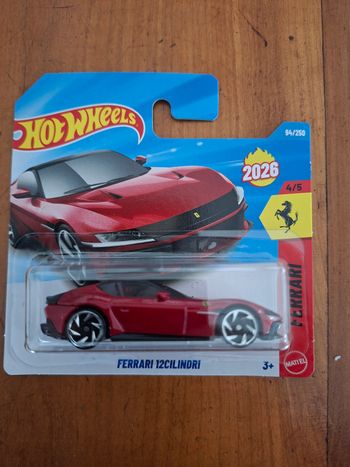 HOT WHEELS
94/250
2026
4/5
FERRARI
FERRARI 12CILINDRI
3+
MATTEL